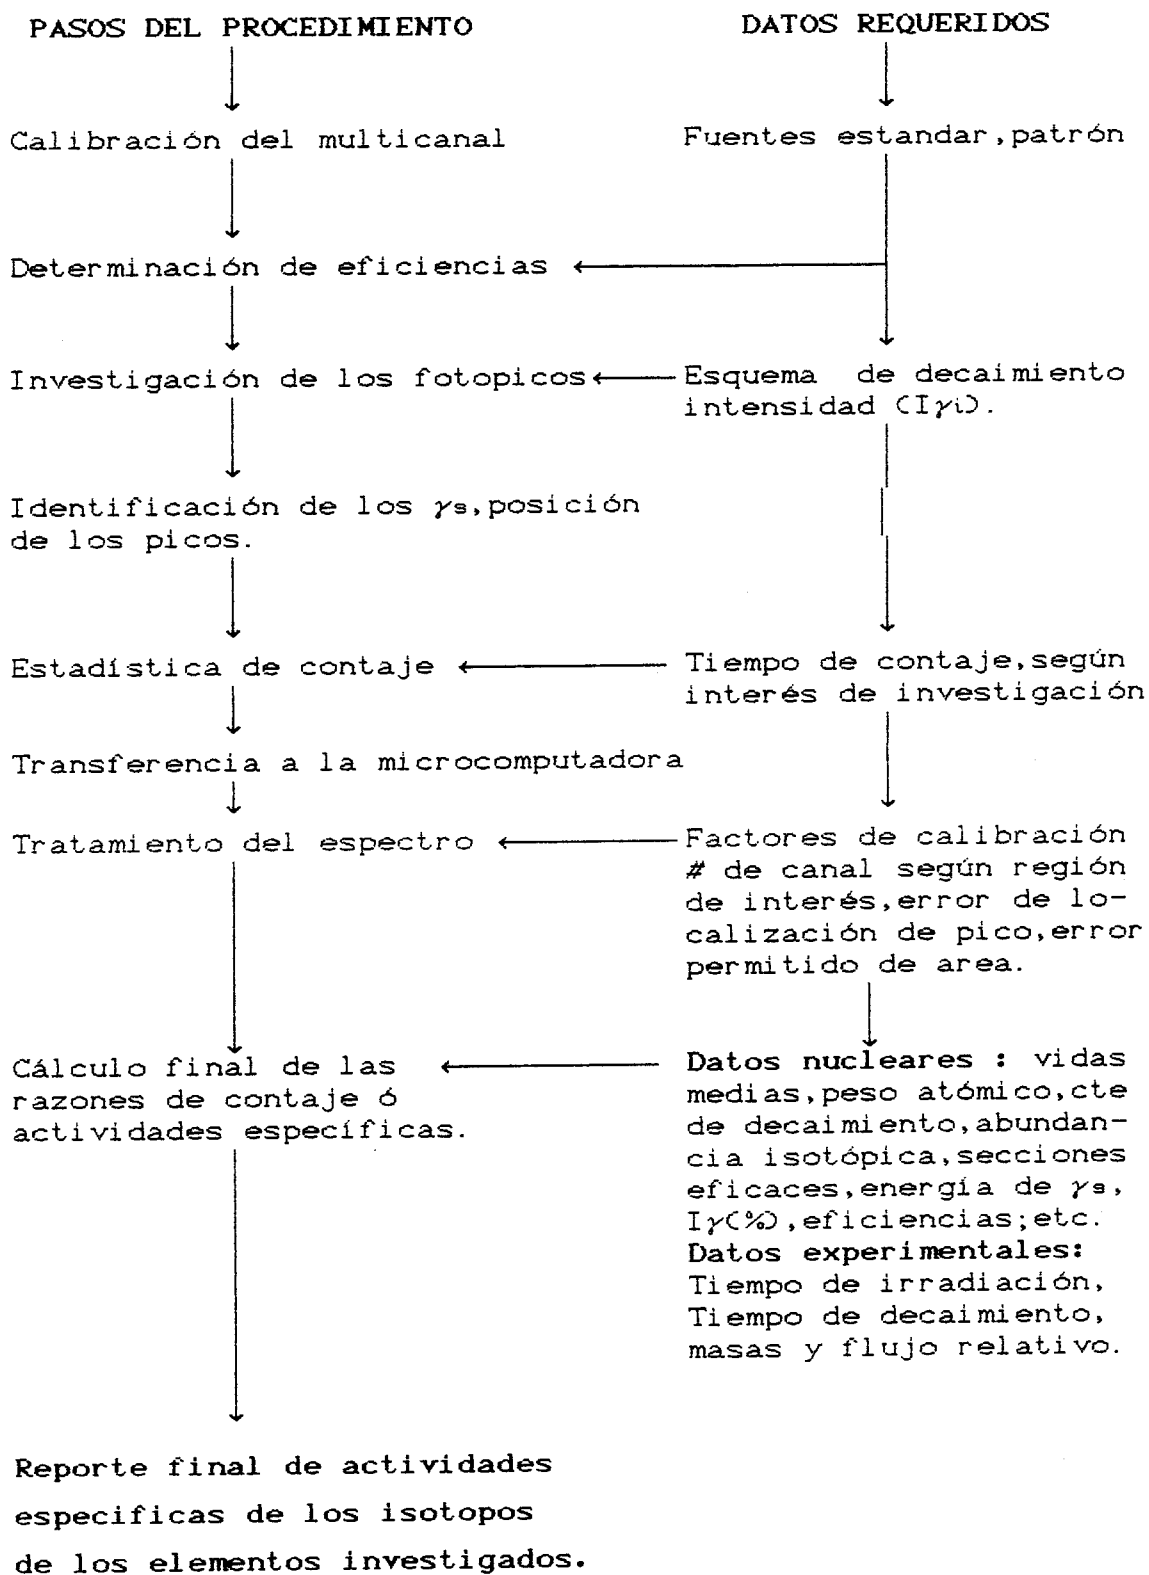 PASOS DEL PROCEDIMIENTO
Calibración del multicanal
Determinación de eficiencias
Investigación de los fotopicos
Identificación de los γs,posición
de los picos.
Estadística de contaje
Transferencia a la microcomputadora
Tratamiento del espectro
Cálculo final de las
razones de contaje ó
actividades específicas.
Reporte final de actividades
especificas de los isotopos
de los elementos investigados.
DATOS REQUERIDOS
Fuentes estandar,patrón
Esquema de decaimiento
intensidad (Iγi).
Tiempo de contaje,según
interés de investigación
Factores de calibración
# de canal según región
de interés,error de lo-
calización de pico,error
permitido de area.
Datos nucleares : vidas
medias,peso atómico,cte
de decaimiento,abundan-
cia isotópica,secciones
eficaces,energía de γs,
Iγ(%),eficiencias;etc.
Datos experimentales:
Tiempo de irradiación,
Tiempo de decaimiento,
masas y flujo relativo.